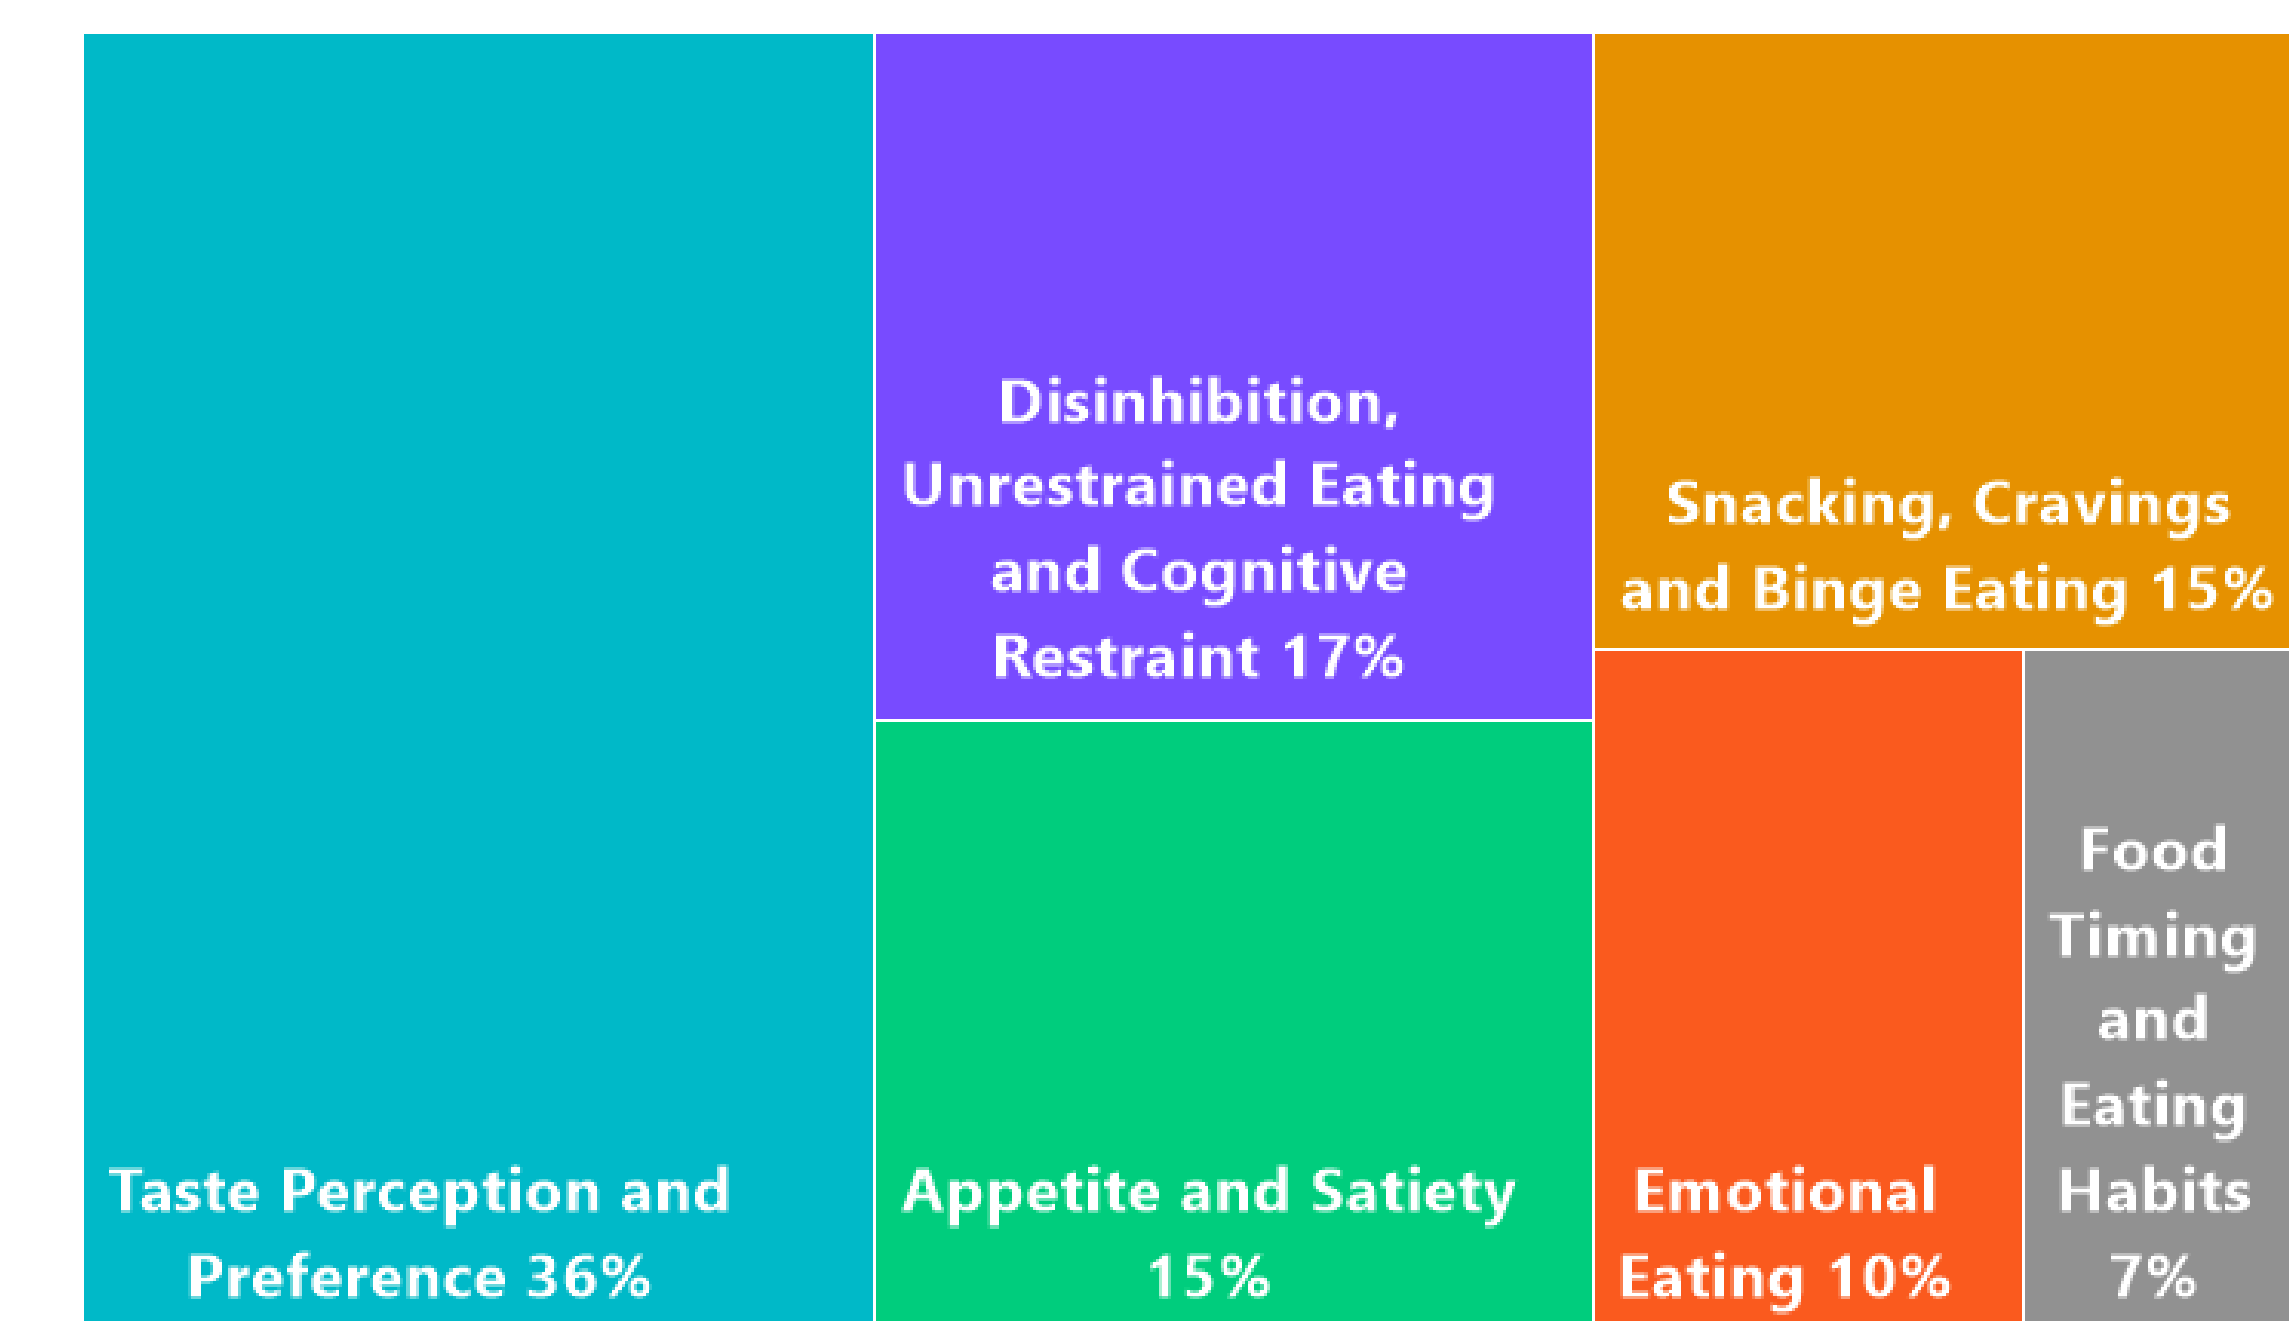 Taste Perception and
Preference 36%
Disinhibition,
Unrestrained Eating
and Cognitive
Restraint 17%
Appetite and Satiety
15%
Snacking, Cravings
and Binge Eating 15%
Emotional
Eating 10%
Food
Timing
and
Eating
Habits
7%